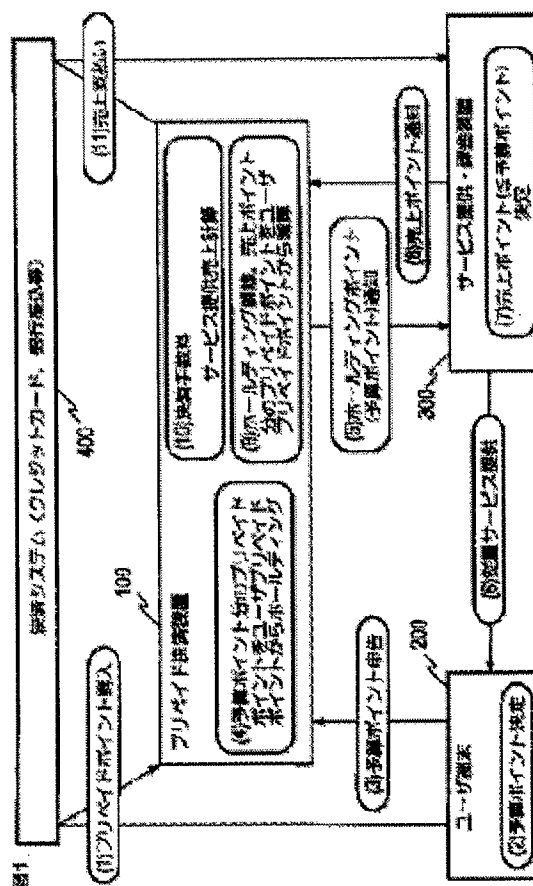 図1
決済システム(クレジットカード、銀行振込等)
400
(1)プリペイドポイント購入
(11)売上支払い
プリペイド決済装置
100
(4)予算ポイント分のプリペイド
ポイントをユーザプリペイド
ポイントからホールディング
(10)決済手数料
サービス提供売上計算
(9)ホールディング解除、売上ポイント
分のプリペイドポイントをユーザ
プリペイドポイントから
(3)予算ポイント申告
(5)ホールディングポイント
(予算ポイント)通知
(8)売上ポイント通知
200
ユーザ端末
(2)予算ポイント決定
(6)従量サービス提供
300
サービス提供・課金装置
(7)売上ポイント(≦予算ポイント)
決定